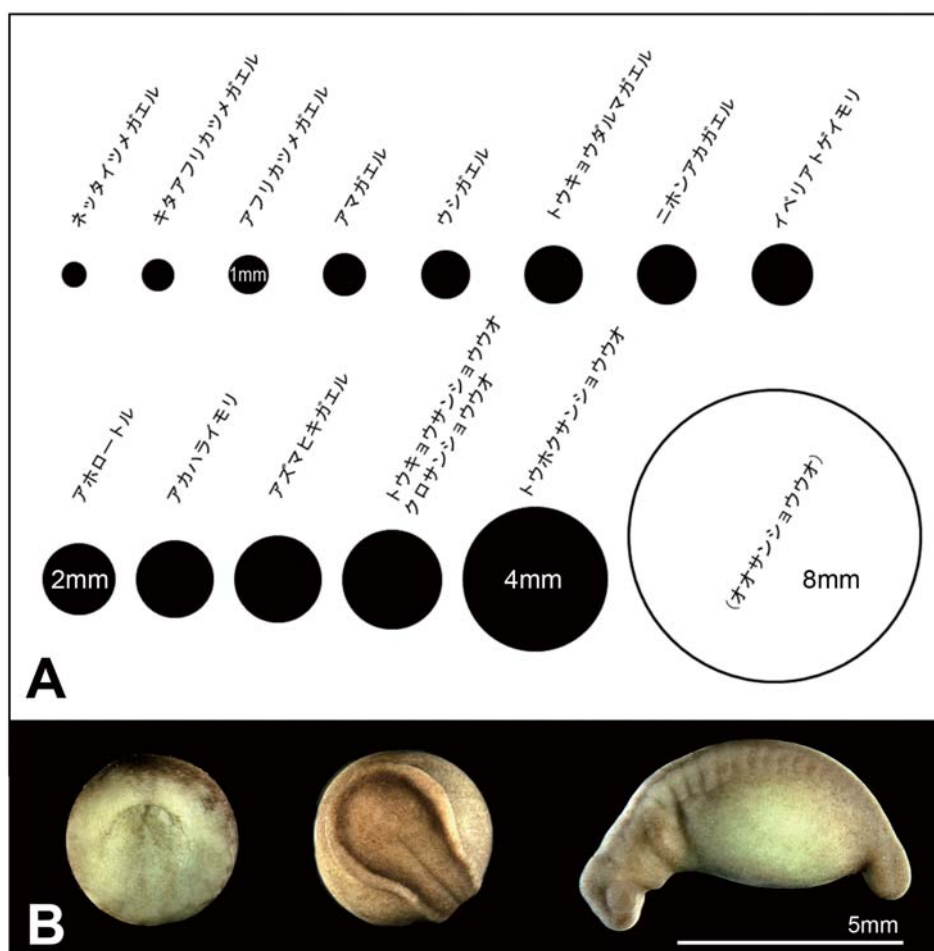 ネッタイツメガエル
キタアフリカツメガエル
アフリカツメガエル
アマガエル
ウシガエル
トウキョウダルマガエル
ニホンアカガエル
イベリアトゲイモリ
1mm
アホロートル
アカハライモリ
アズマヒキガエル
トウキョウサンショウウオ
クロサンショウウオ
トウホクサンショウウオ
(オオサンショウウオ)
2mm
4mm
8mm
A
B
5mm